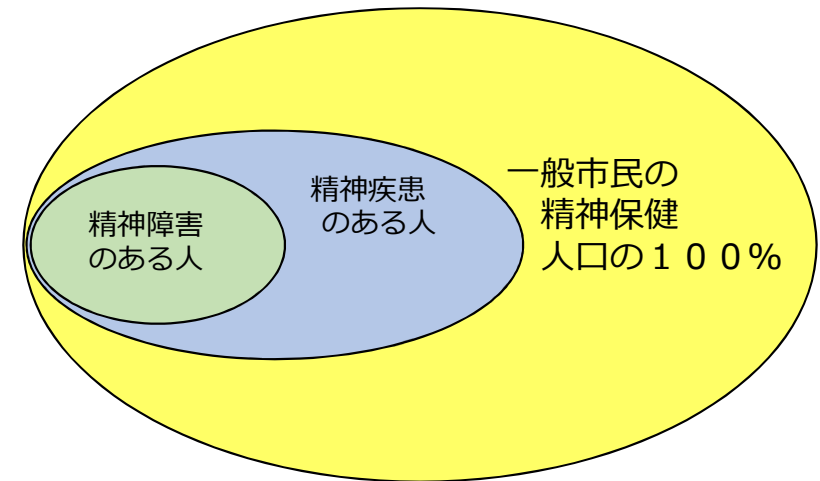 精神障害
のある人
精神疾患
のある人
一般市民の
精神保健
人口の１００％